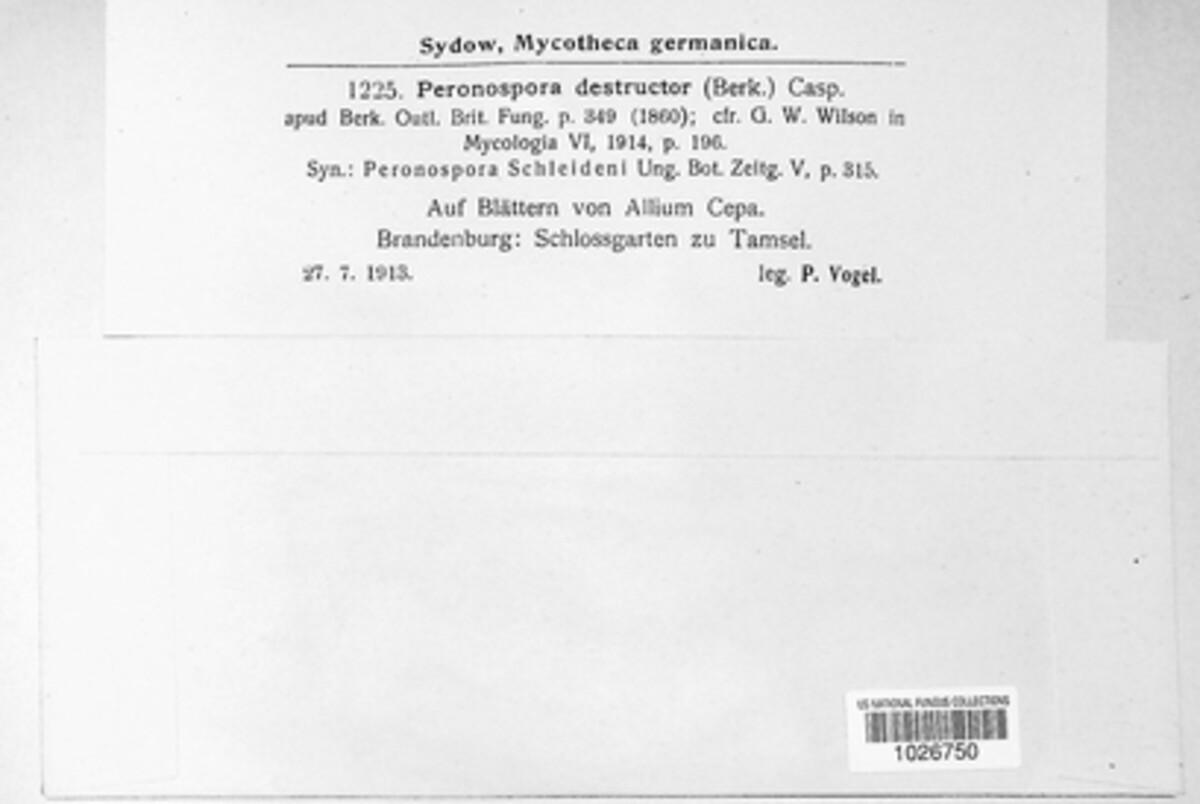 Sydow, Mycotheca germanica.
1225. Peronospora destructor (Berk.) Casp.
apud Berk. Outl. Brit. Fung. p. 349 (1860); cfr. G. W. Wilson in
Mycologia VI, 1914, p. 196.
Syn.: Peronospora Schleideni Ung. Bot. Zeitg. V, p. 315.
Auf Blättern von Allium Cepa.
Brandenburg: Schlossgarten zu Tamsel.
27. 7. 1913. leg. P. Vogel.
US NATIONAL FUNGUS COLLECTIONS
1026750